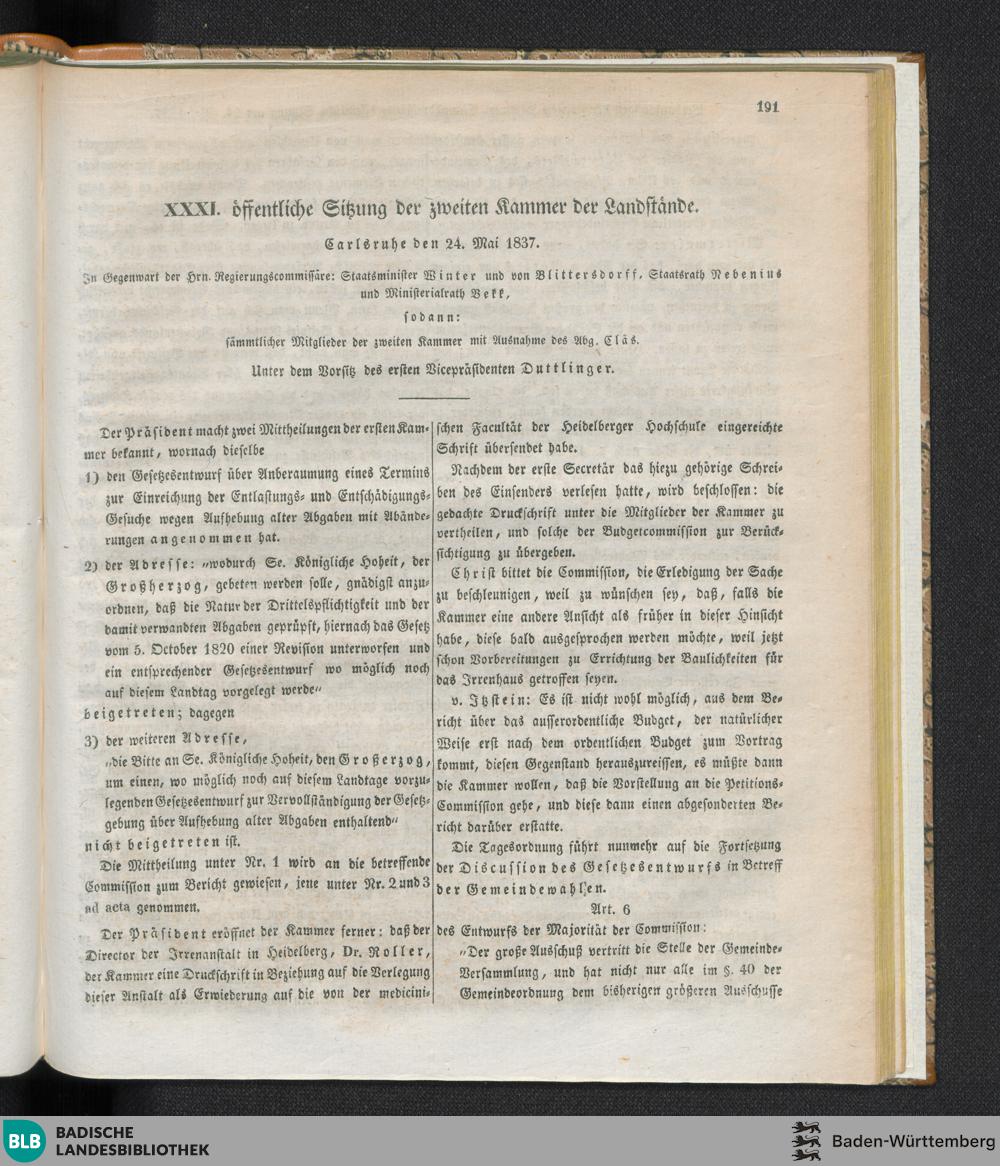 191
XXXI. öffentliche Sitzung der zweiten Kammer der Landstände.
Carlsruhe den 24. Mai 1837.
In Gegenwart der Hrn. Regierungscommissäre: Staatsminister Winter und von Blittersdorff, Staatsrath Nebenius
und Ministerialrath Bekk,
sodann:
sämmtlicher Mitglieder der zweiten Kammer mit Ausnahme des Abg. Cläs.
Unter dem Vorsitz des ersten Vicepräsidenten Duttlinger.
Der Präsident macht zwei Mittheilungen der ersten Kam-
mer bekannt, wornach dieselbe
1) den Gesetzesentwurf über Anberaumung eines Termins
zur Einreichung der Entlastungs- und Entschädigungs-
Gesuche wegen Aufhebung alter Abgaben mit Abände-
rungen angenommen hat.
2) der Adresse: „wodurch Se. Königliche Hoheit, der
Großherzog, gebeten werden solle, gnädigst anzu-
ordnen, daß die Natur der Drittelspflichtigkeit und der
damit verwandten Abgaben geprüpft, hiernach das Gesetz
vom 5. October 1820 einer Revision unterworfen und
ein entsprechender Gesetzesentwurf wo möglich noch
auf diesem Landtag vorgelegt werde“
beigetreten; dagegen
3) der weiteren Adresse,
„die Bitte an Se. Königliche Hoheit, den Großerzog,
um einen, wo möglich noch auf diesem Landtage vorzu-
legenden Gesetzesentwurf zur Vervollständigung der Gesetz-
gebung über Aufhebung alter Abgaben enthaltend“
nicht beigetreten ist.
Die Mittheilung unter Nr. 1 wird an die betreffende
Commission zum Bericht gewiesen, jene unter Nr. 2 und 3
ad acta genommen.
Der Präsident eröffnet der Kammer ferner: daß der
Director der Irrenanstalt in Heidelberg, Dr. Roller,
der Kammer eine Druckschrift in Beziehung auf die Verlegung
dieser Anstalt als Erwiederung auf die von der medicini-
schen Facultät der Heidelberger Hochschule eingereichte
Schrift übersendet habe.
Nachdem der erste Secretär das hiezu gehörige Schrei-
ben des Einsenders verlesen hatte, wird beschlossen: die
gedachte Druckschrift unter die Mitglieder der Kammer zu
vertheilen, und solche der Budgetcommission zur Berück-
sichtigung zu übergeben.
Christ bittet die Commission, die Erledigung der Sache
zu beschleunigen, weil zu wünschen sey, daß, falls die
Kammer eine andere Ansicht als früher in dieser Hinsicht
habe, diese bald ausgesprochen werden möchte, weil jetzt
schon Vorbereitungen zu Errichtung der Baulichkeiten für
das Irrenhaus getroffen seyen.
v. Itzstein: Es ist nicht wohl möglich, aus dem Be-
richt über das ausserordentliche Budget, der natürlicher
Weise erst nach dem ordentlichen Budget zum Vortrag
kommt, diesen Gegenstand herauszureissen, es müßte dann
die Kammer wollen, daß die Vorstellung an die Petitions-
Commission gehe, und diese dann einen abgesonderten Be-
richt darüber erstatte.
Die Tagesordnung führt nunmehr auf die Fortsetzung
der Discussion des Gesetzesentwurfs in Betreff
der Gemeindewahlen.
Art. 6
des Entwurfs der Majorität der Commission:
„Der große Ausschuß vertritt die Stelle der Gemeinde-
Versammlung, und hat nicht nur alle im §. 40 der
Gemeindeordnung dem bisherigen größeren Ausschusse
BLB BADISCHE
LANDESBIBLIOTHEK
Baden-Württemberg